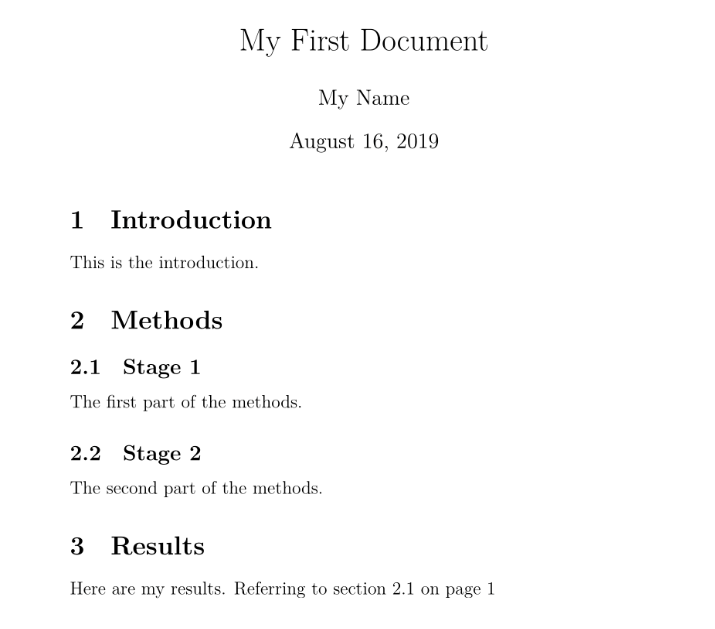 My First Document
My Name
August 16, 2019
1 Introduction
This is the introduction.
2 Methods
2.1 Stage 1
The first part of the methods.
2.2 Stage 2
The second part of the methods.
3 Results
Here are my results. Referring to section 2.1 on page 1